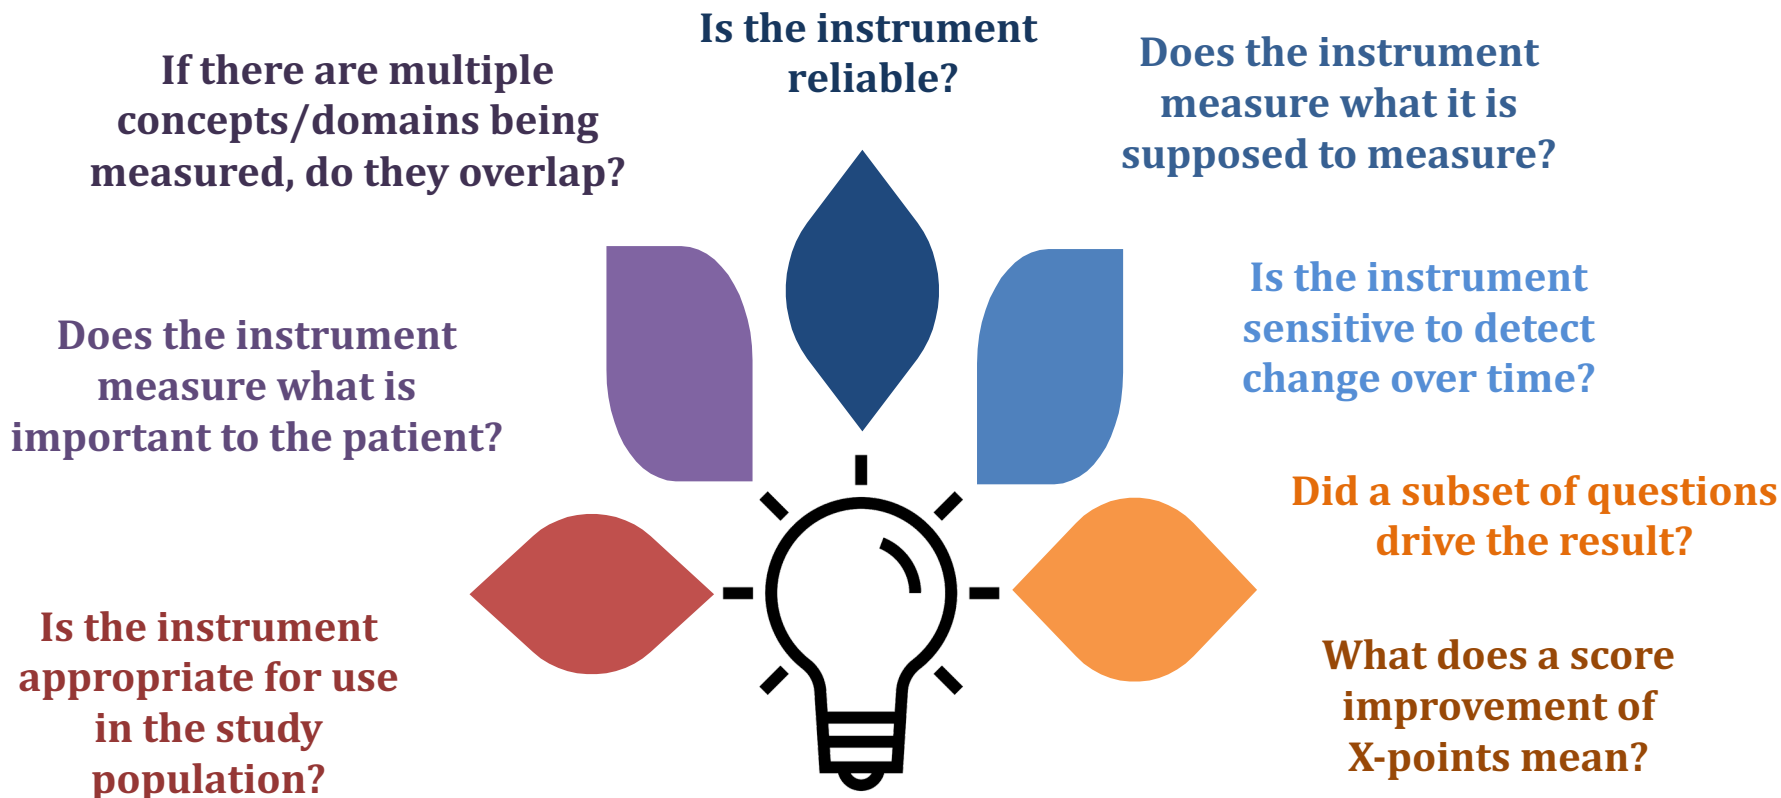 Is the instrument
reliable?
If there are multiple
concepts/domains being
measured, do they overlap?
Does the instrument
measure what it is
supposed to measure?
Does the instrument
measure what is
important to the patient?
Is the instrument
sensitive to detect
change over time?
Did a subset of questions
drive the result?
Is the instrument
appropriate for use
in the study
population?
What does a score
improvement of
X-points mean?